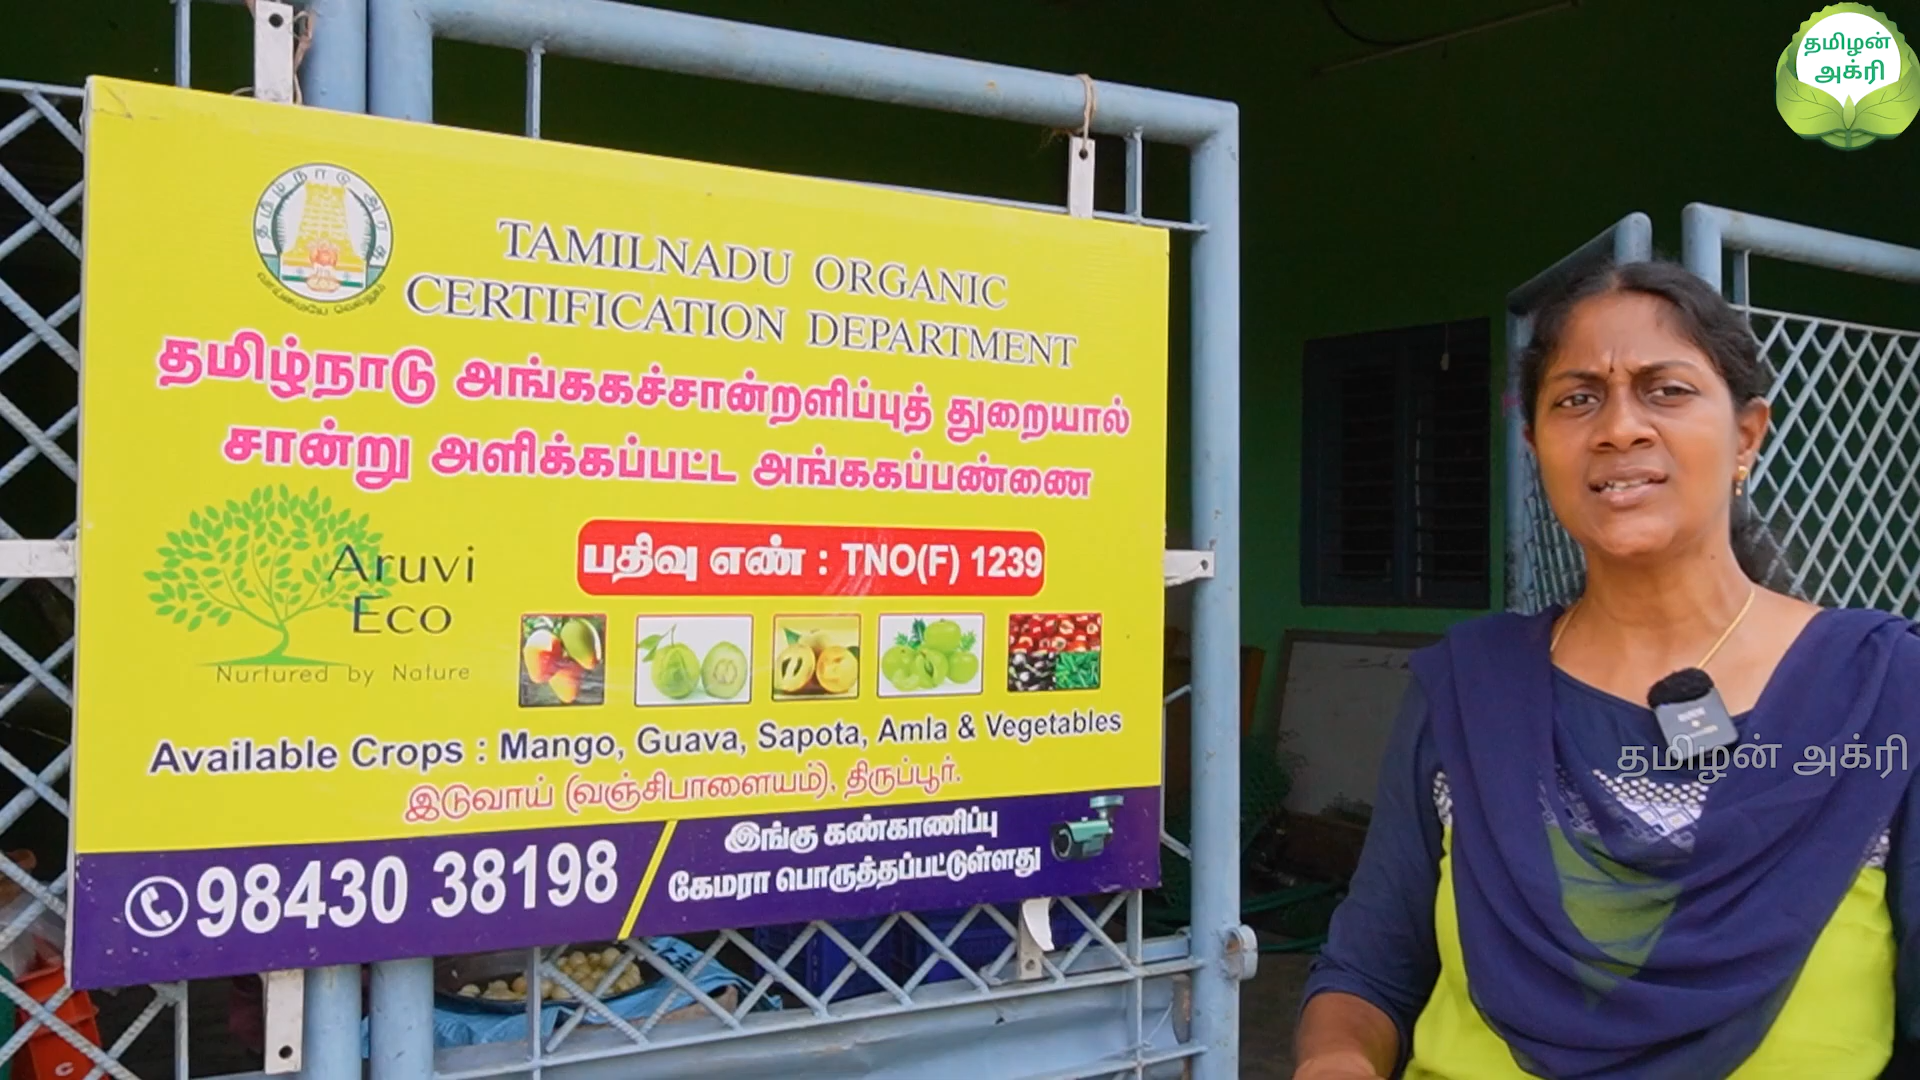 தமிழன்
அக்ரி
தமிழ்நாடு அரசு
வாய்மையே வெல்லும்
TAMILNADU ORGANIC
CERTIFICATION DEPARTMENT
தமிழ்நாடு அங்ககச்சான்றளிப்புத் துறையால்
சான்று அளிக்கப்பட்ட அங்ககப்பண்ணை
Aruvi
Eco
Nurtured by Nature
பதிவு எண் : TNO(F) 1239
Available Crops : Mango, Guava, Sapota, Amla & Vegetables
இடுவாய் (வஞ்சிபாளையம்), திருப்பூர்.
98430 38198
இங்கு கண்காணிப்பு
கேமரா பொருத்தப்பட்டுள்ளது
தமிழன் அக்ரி